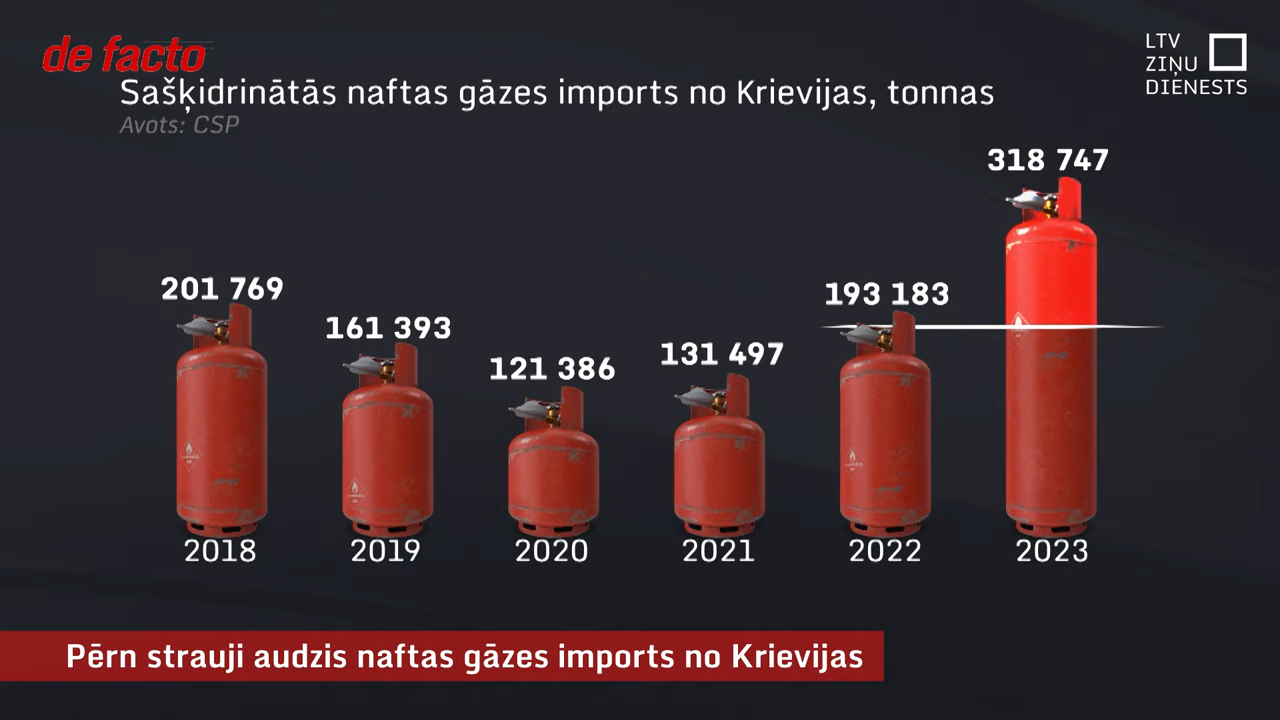 de facto
LTV
ZIŅU
DIENESTS
Sašķidrinātās naftas gāzes imports no Krievijas, tonnas
Avots: CSP
201 769
161 393
121 386
131 497
193 183
318 747
2018
2019
2020
2021
2022
2023
Pērn strauji audzis naftas gāzes imports no Krievijas